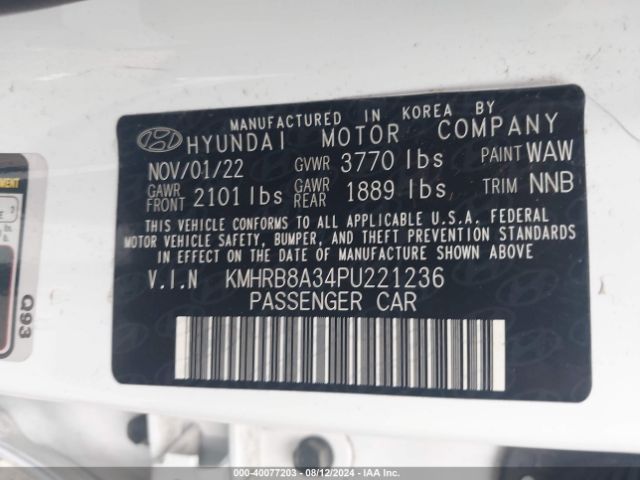 MANUFACTURED IN KOREA BY
HYUNDAI MOTOR COMPANY
NOV/01/22 GVWR 3770 lbs PAINT WAW
GAWR FRONT 2101 lbs GAWR REAR 1889 lbs TRIM NNB
THIS VEHICLE CONFORMS TO ALL APPLICABLE U.S.A. FEDERAL
MOTOR VEHICLE SAFETY, BUMPER, AND THEFT PREVENTION STANDARDS
IN EFFECT ON THE DATE OF MANUFACTURE SHOWN ABOVE.
V.I.N KMHRB8A34PU221236
PASSENGER CAR
Q93
000-40077203 - 08/12/2024 - IAA Inc.